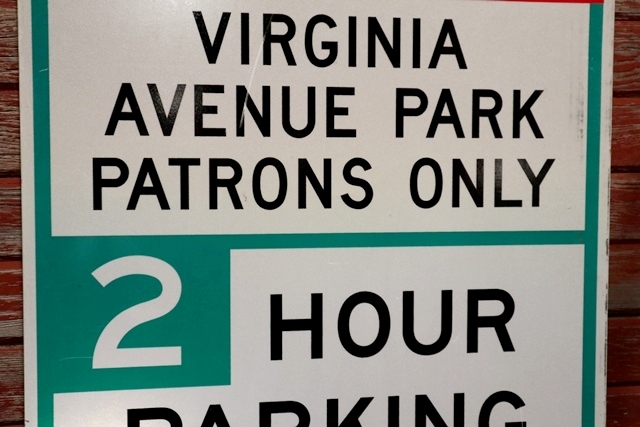 VIRGINIA
AVENUE PARK
PATRONS ONLY
2 HOUR
PARKING